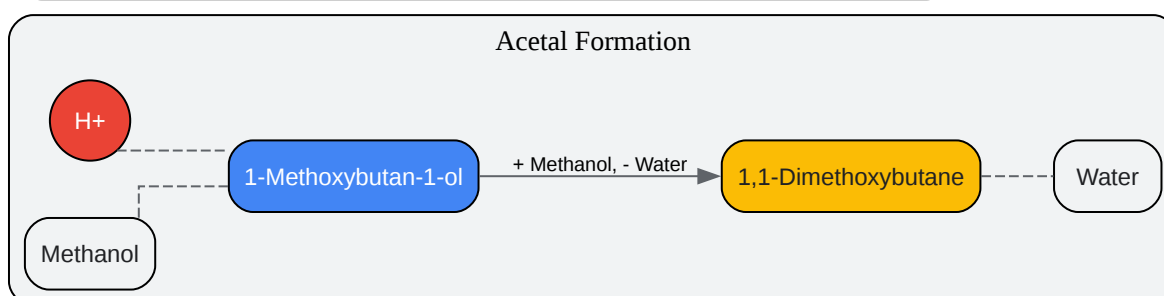 Acetal Formation
H+
1-Methoxybutan-1-ol
+ Methanol, - Water
1,1-Dimethoxybutane
Water
Methanol